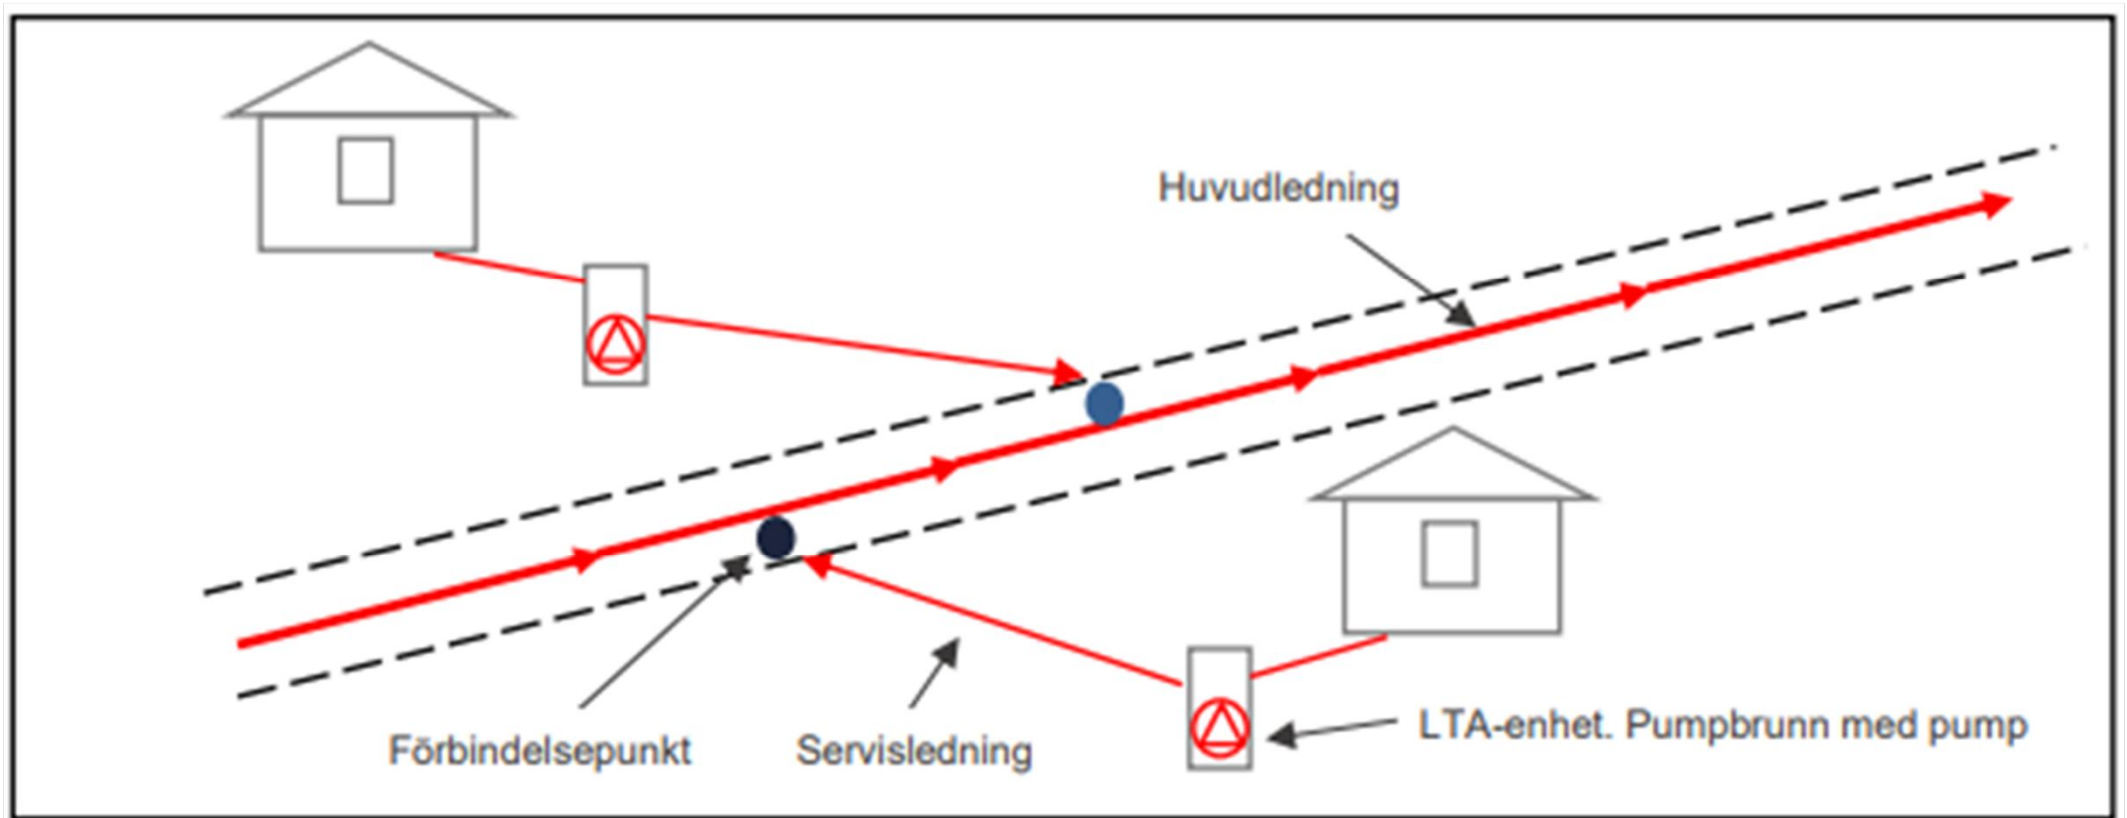 Huvudledning
Förbindelsepunkt
Servisledning
LTA-enhet. Pumpbrunn med pump